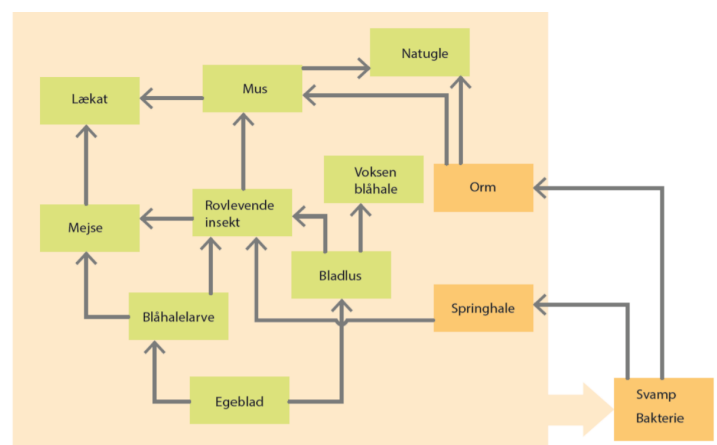 Natugle
Lækat
Mus
Voksen
blåhale
Orm
Mejse
Rovlevende
insekt
Bladlus
Blåhalelarve
Springhale
Egeblad
Svamp
Bakterie